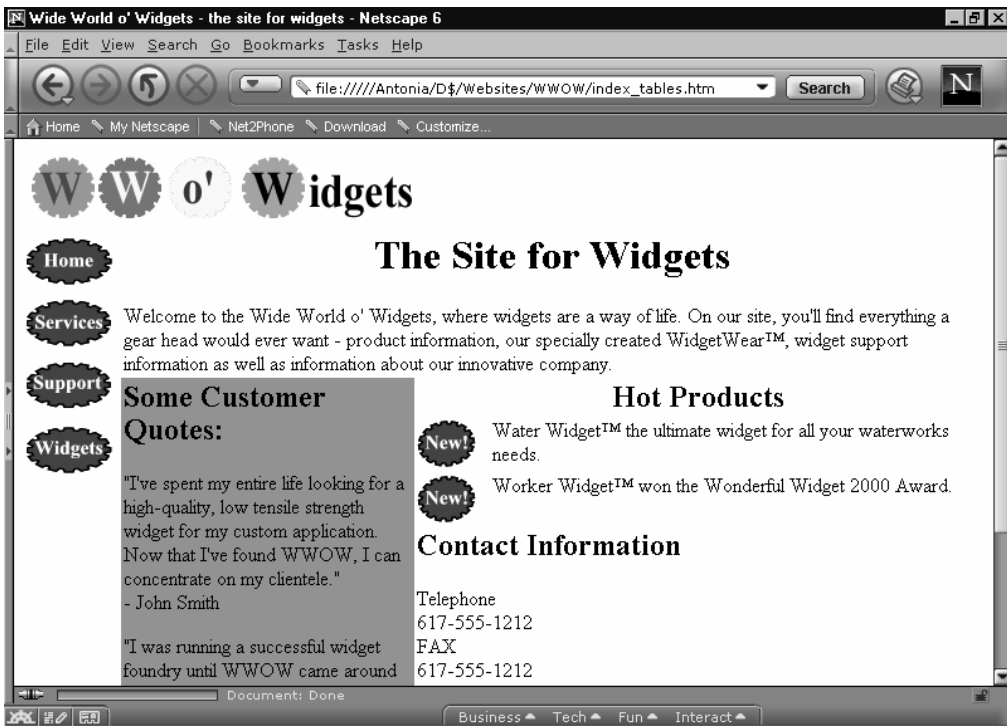 Wide World o' Widgets - the site for widgets - Netscape 6
File Edit View Search Go Bookmarks Tasks Help
file://///Antonia/D$/Websites/WWOW/index_tables.htm Search N
Home My Netscape Net2Phone Download Customize...
W W o' Widgets
Home
The Site for Widgets
Services
Support
Widgets
Welcome to the Wide World o' Widgets, where widgets are a way of life. On our site, you'll find everything a
gear head would ever want - product information, our specially created WidgetWear™, widget support
information as well as information about our innovative company.
Some Customer
Quotes:
"I've spent my entire life looking for a
high-quality, low tensile strength
widget for my custom application.
Now that I've found WWOW, I can
concentrate on my clientele."
- John Smith
"I was running a successful widget
foundry until WWOW came around
Hot Products
New! Water Widget™ the ultimate widget for all your waterworks
needs.
New! Worker Widget™ won the Wonderful Widget 2000 Award.
Contact Information
Telephone
617-555-1212
FAX
617-555-1212
Document: Done
Business Tech Fun Interact